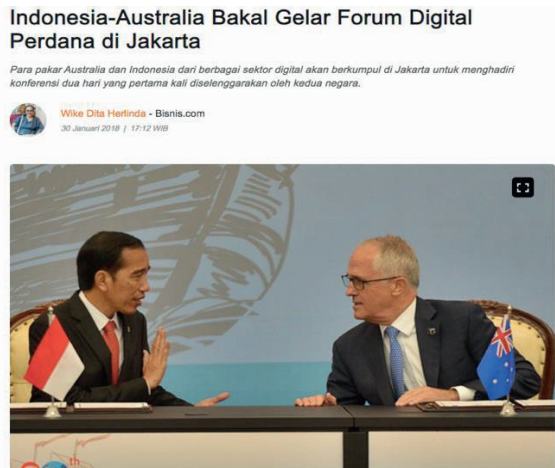 Indonesia-Australia Bakal Gelar Forum Digital
Perdana di Jakarta
Para pakar Australia dan Indonesia dari berbagai sektor digital akan berkumpul di Jakarta untuk menghadiri
konferensi dua hari yang pertama kali diselenggarakan oleh kedua negara.
Wike Dita Herlinda - Bisnis.com
30 Januari 2018 | 17:12 WIB
th